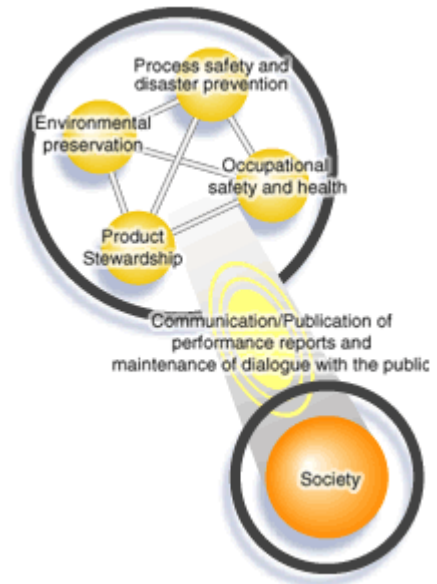 Process safety and
disaster prevention
Environmental
preservation
Occupational
safety and health
Product
Stewardship
Communication/Publication of
performance reports and
maintenance of dialogue with the public
Society